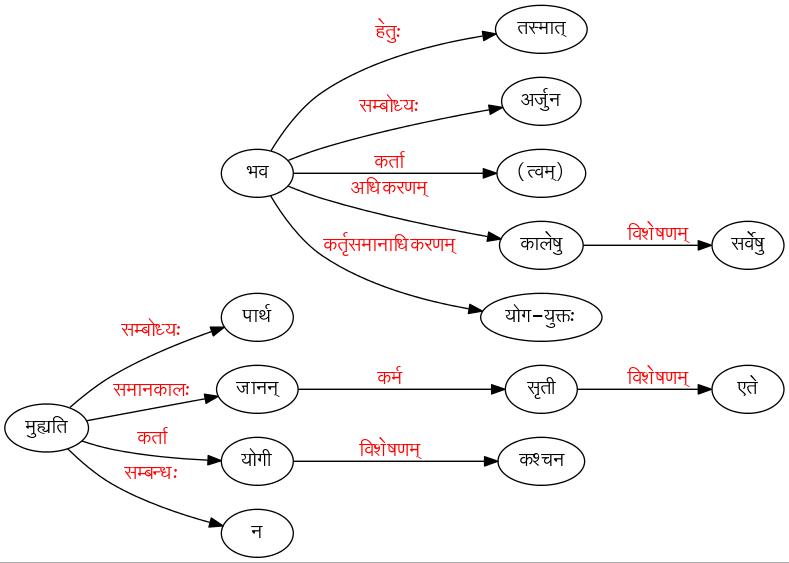 हेतुः
तस्मात्
सम्बोध्यः
अर्जुन
भव
कर्ता
(त्वम्)
अधिकरणम्
कालेषु
विशेषणम्
सर्वेषु
कर्तृसमानाधिकरणम्
योग-युक्तः
सम्बोध्यः
पार्थ
समानकालः
जानन्
कर्म
सृती
विशेषणम्
एते
मुह्यति
कर्ता
योगी
विशेषणम्
कश्चन
सम्बन्धः
न